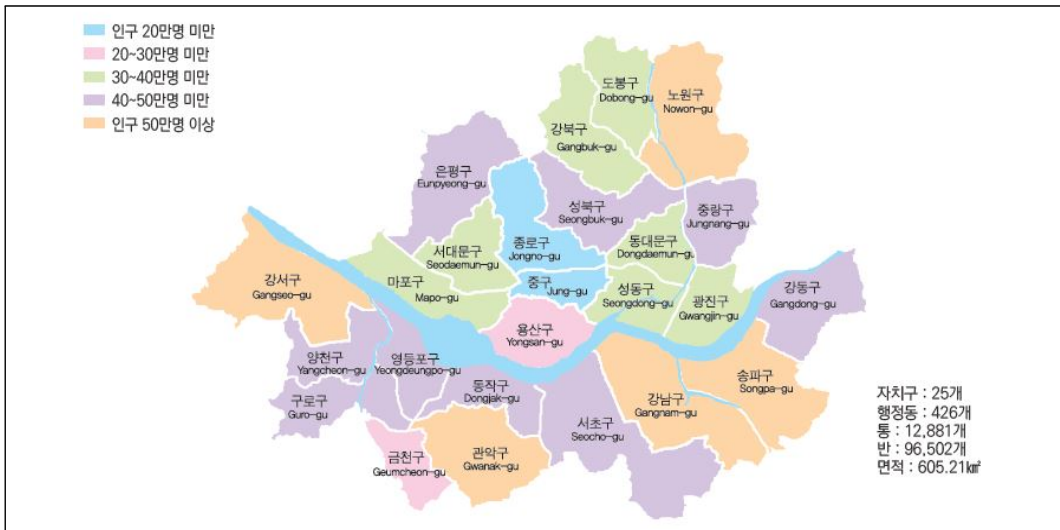 인구 20만명 미만
20~30만명 미만
30~40만명 미만
40~50만명 미만
인구 50만명 이상
도봉구
Dobong-gu
노원구
Nowon-gu
강북구
Gangbuk-gu
은평구
Eunpyeong-gu
성북구
Seongbuk-gu
중랑구
Jungnang-gu
서대문구
Seodaemun-gu
종로구
Jongno-gu
동대문구
Dongdaemun-gu
강서구
Gangseo-gu
마포구
Mapo-gu
중구
Jung-gu
성동구
Seongdong-gu
광진구
Gwangjin-gu
강동구
Gangdong-gu
용산구
Yongsan-gu
양천구
Yangcheon-gu
영등포구
Yeongdeungpo-gu
동작구
Dongjak-gu
송파구
Songpa-gu
구로구
Guro-gu
강남구
Gangnam-gu
서초구
Seocho-gu
금천구
Geumcheon-gu
관악구
Gwanak-gu
자치구 : 25개
행정동 : 426개
통 : 12,881개
반 : 96,502개
면적 : 605.21㎢